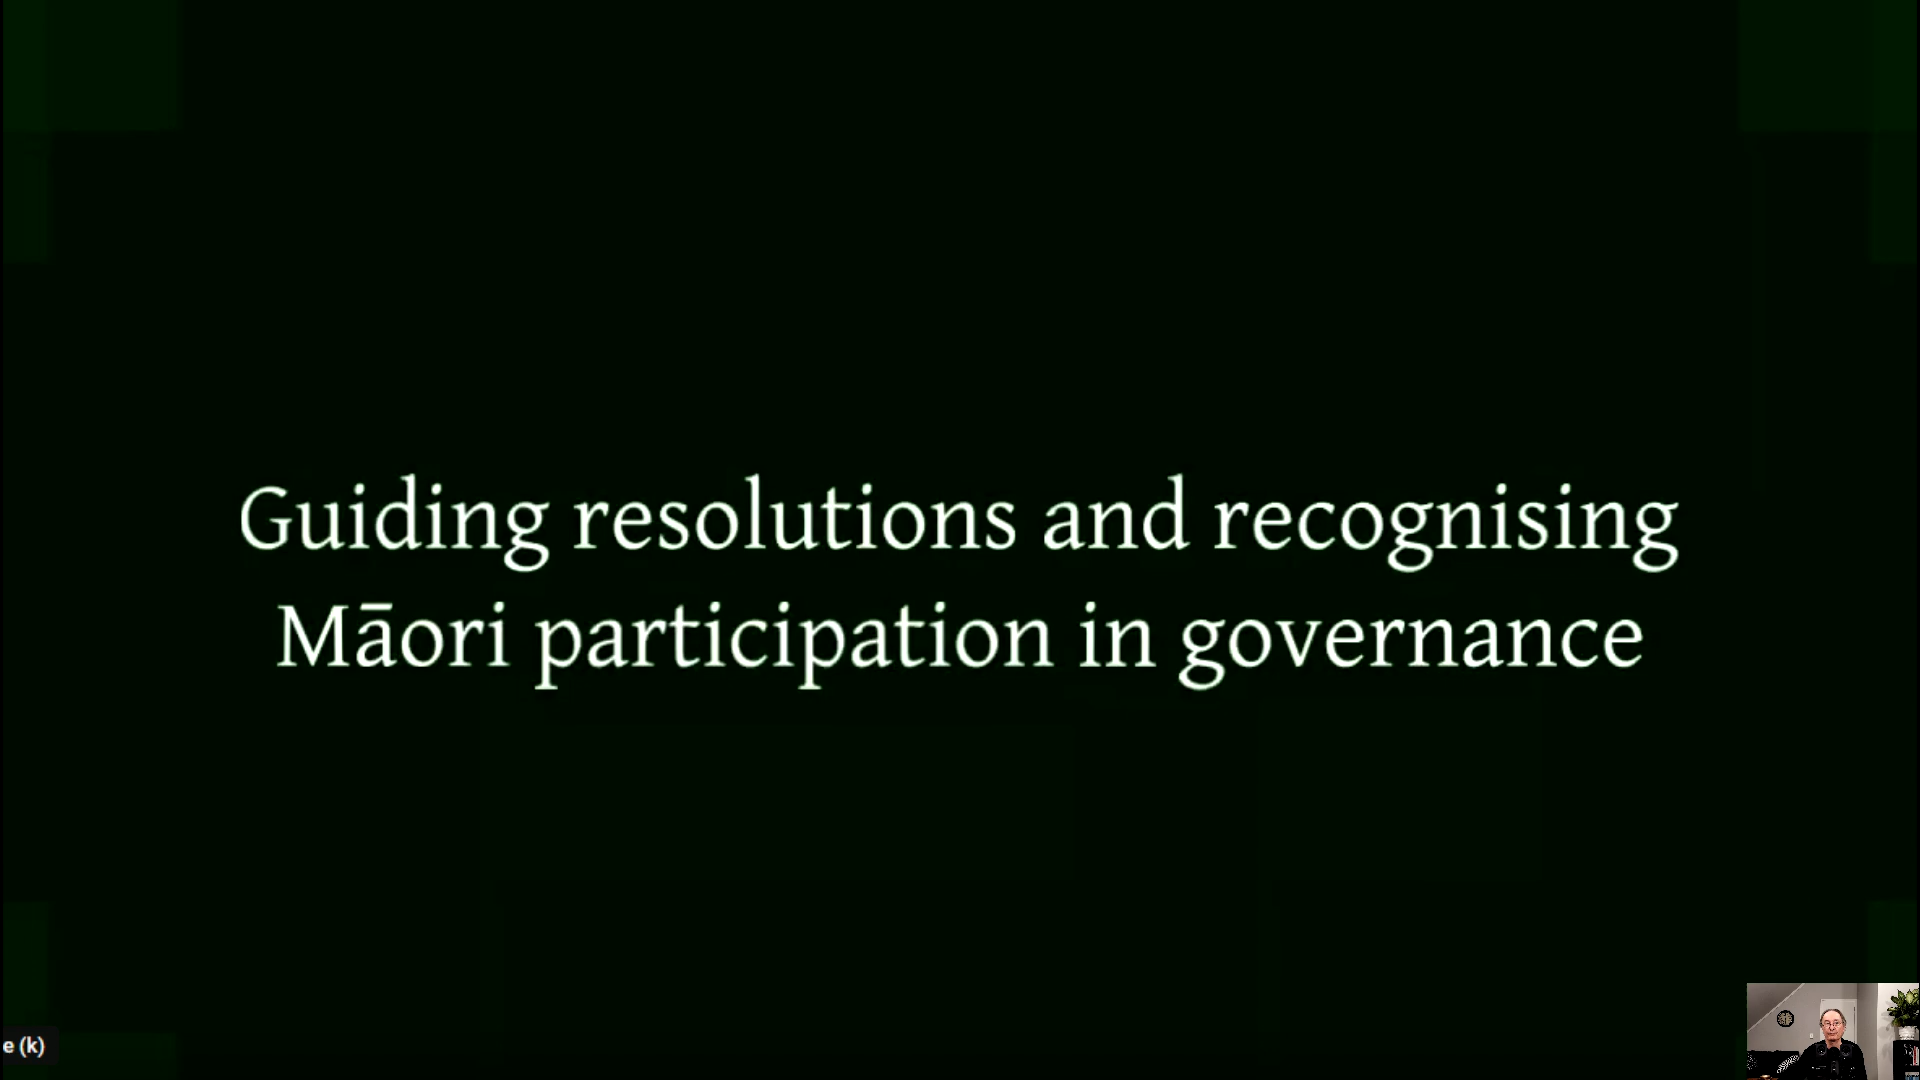 Guiding resolutions and recognising
Māori participation in governance
e (k)